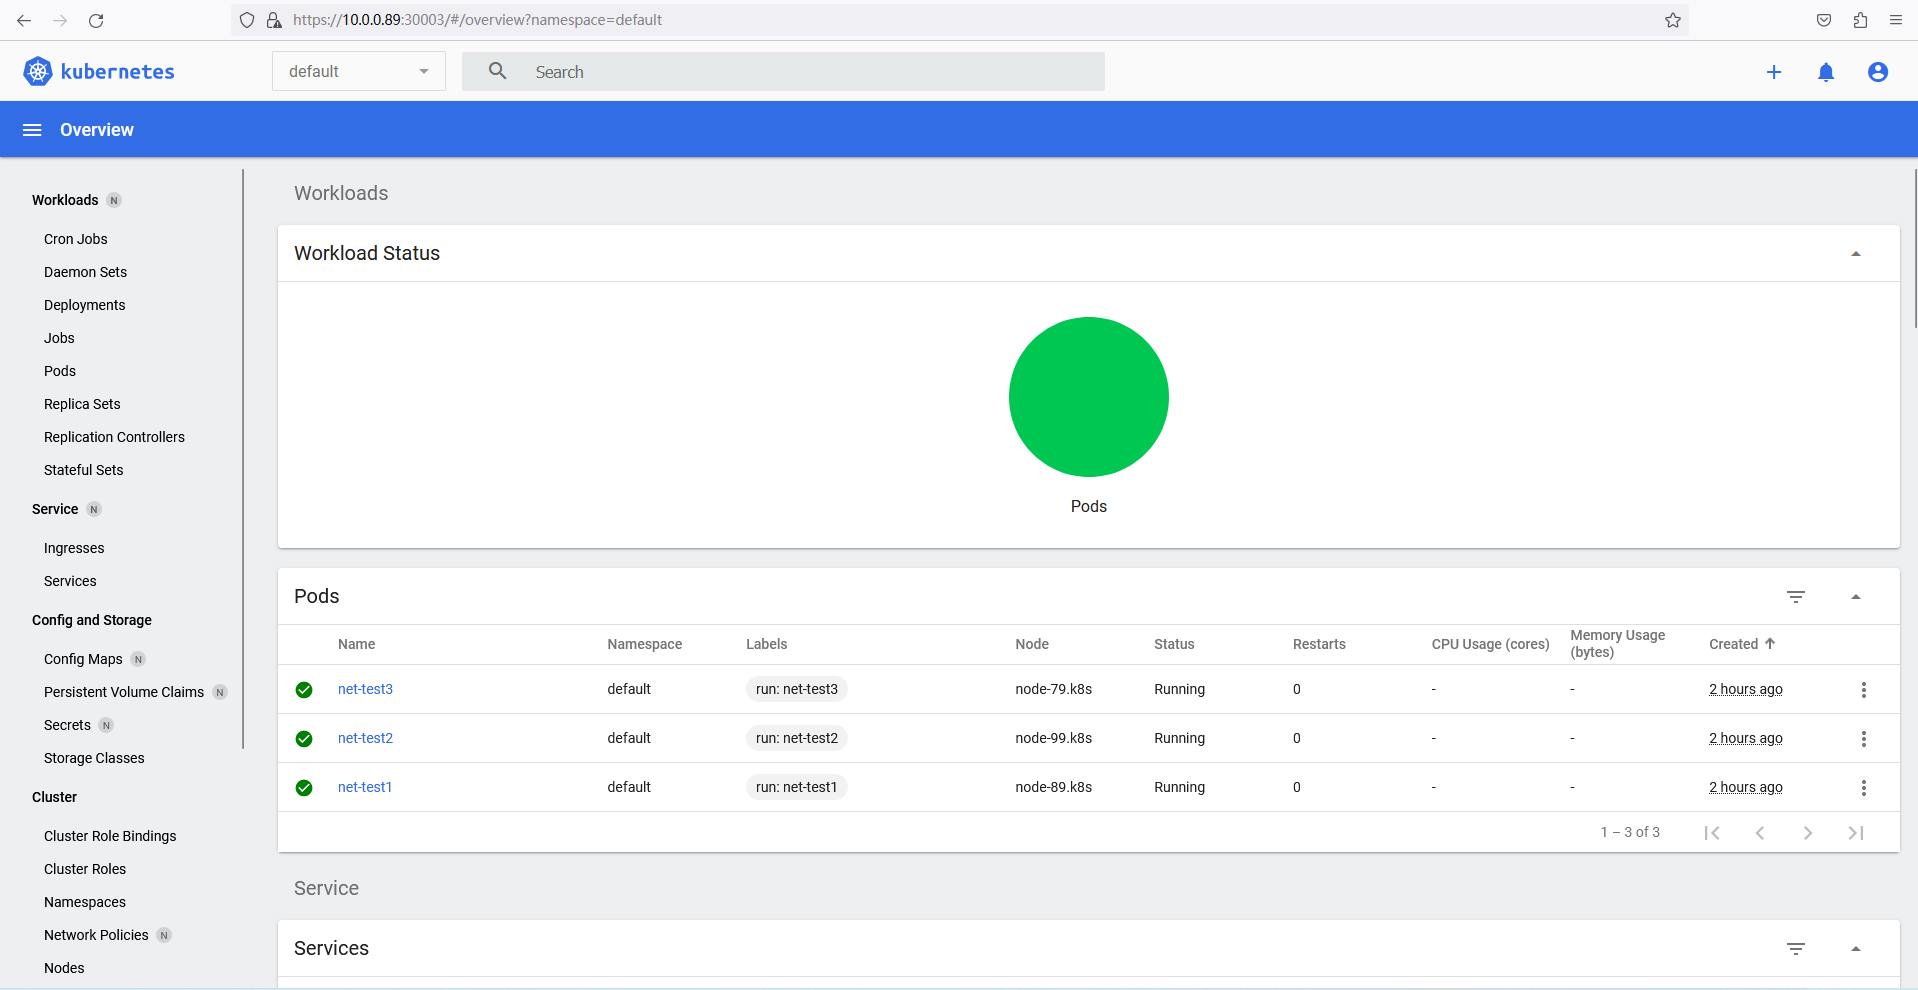 https://10.0.0.89:30003/#/overview?namespace=default
kubernetes
default
Search
Overview
Workloads N
Cron Jobs
Daemon Sets
Deployments
Jobs
Pods
Replica Sets
Replication Controllers
Stateful Sets
Service N
Ingresses
Services
Config and Storage
Config Maps N
Persistent Volume Claims N
Secrets N
Storage Classes
Cluster
Cluster Role Bindings
Cluster Roles
Namespaces
Network Policies N
Nodes
Workloads
Workload Status
Pods
Pods
Name Namespace Labels Node Status Restarts CPU Usage (cores) Memory Usage (bytes) Created
net-test3 default run: net-test3 node-79.k8s Running 0 - - 2 hours ago
net-test2 default run: net-test2 node-99.k8s Running 0 - - 2 hours ago
net-test1 default run: net-test1 node-89.k8s Running 0 - - 2 hours ago
1 – 3 of 3
Service
Services